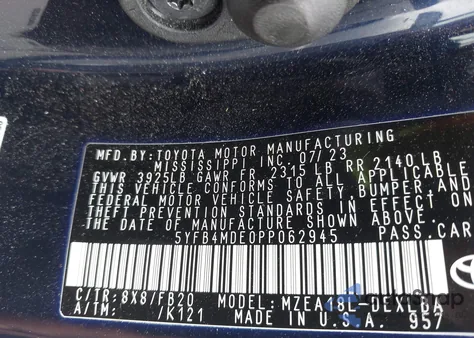 MFD.BY:TOYOTA MOTOR MANUFACTURING
MISSISSIPPI INC. 07/23
GVWR 3925LB GAWR FR 2315 LB RR 2140 LB
THIS VEHICLE CONFORMS TO ALL APPLICABLE
FEDERAL MOTOR VEHICLE SAFETY, BUMPER, AND
THEFT PREVENTION STANDARDS IN EFFECT ON
THE DATE OF MANUFACTURE SHOWN ABOVE.
5YFB4MDE0PP062945 PASS.CAR
C/TR:8X8/FB20 MODEL:MZEA18L-DEXLBA
A/TM: /K121 MADE IN U.S.A. 957